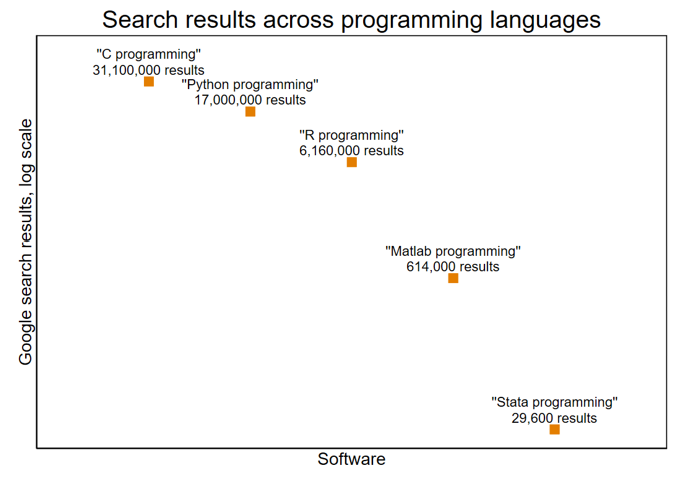 Search results across programming languages
"C programming"
31,100,000 results
"Python programming"
17,000,000 results
"R programming"
6,160,000 results
"Matlab programming"
614,000 results
"Stata programming"
29,600 results
Google search results, log scale
Software